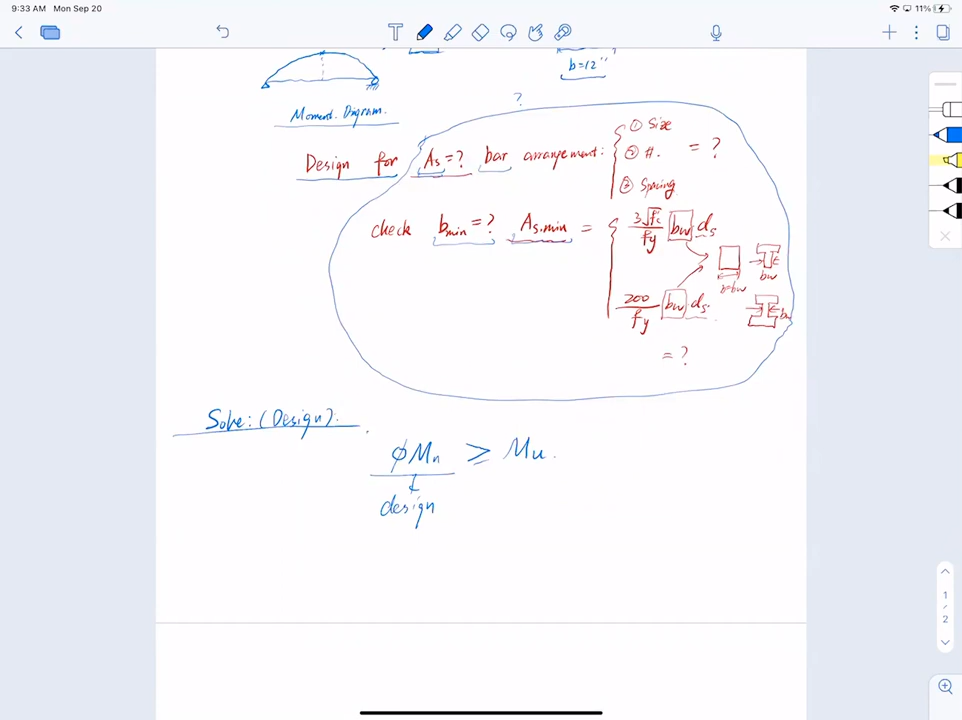 9:33 AM Mon Sep 20
11%
T
b=12"
Moment. Diagram.
?
Design for As=? bar arrangement:
① Size
② #. = ?
③ Spacing
check bmin=? As.min =
3√f'c / fy bw ds
b=bw
bw
200 / fy bw ds.
bw
= ?
Solve: (Design).
φMn ≥ Mu.
design
1
/
2